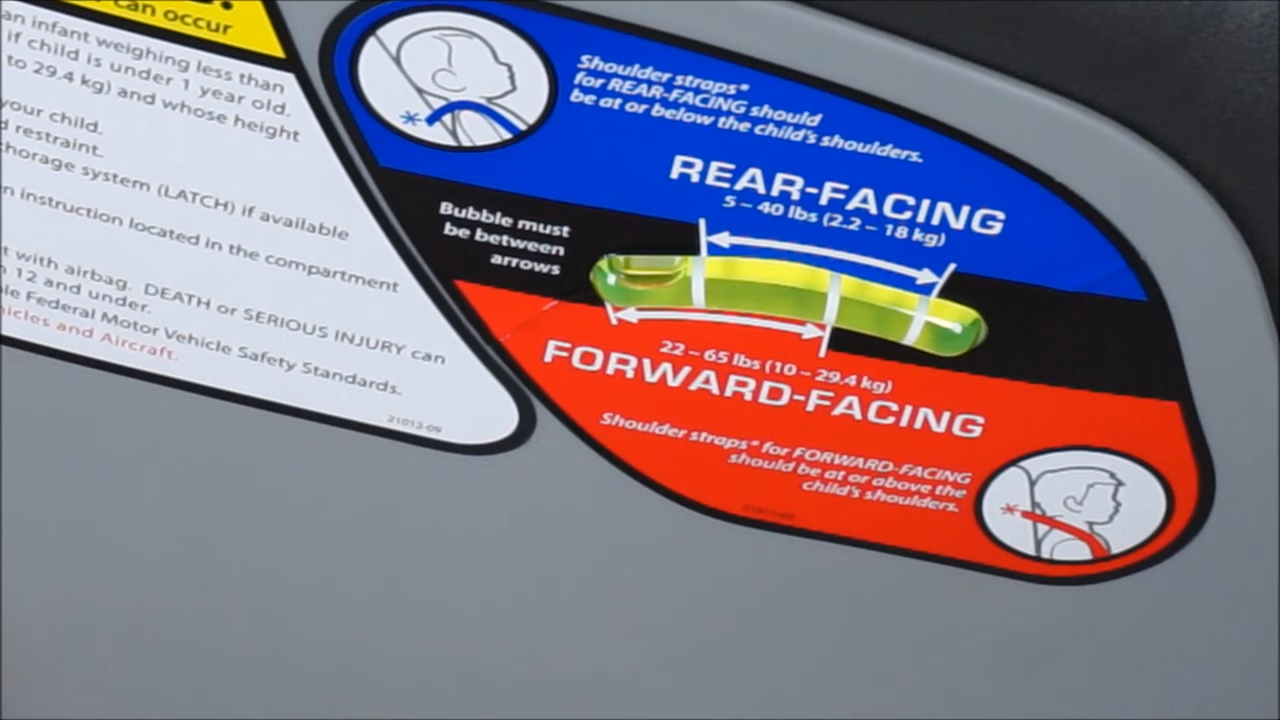 can occur
an infant weighing less than
if child is under 1 year old.
to 29.4 kg) and whose height
your child.
restraint.
system (LATCH) if available
instruction located in the compartment
with airbag. DEATH or SERIOUS INJURY can
12 and under.
Federal Motor Vehicle Safety Standards.
and Aircraft.
21012-09
Shoulder straps*
for REAR-FACING should
be at or below the child's shoulders.
REAR-FACING
5 – 40 lbs (2.2 – 18 kg)
Bubble must
be between
arrows
22 – 65 lbs (10 – 29.4 kg)
FORWARD-FACING
Shoulder straps* for FORWARD-FACING
should be at or above the
child's shoulders.